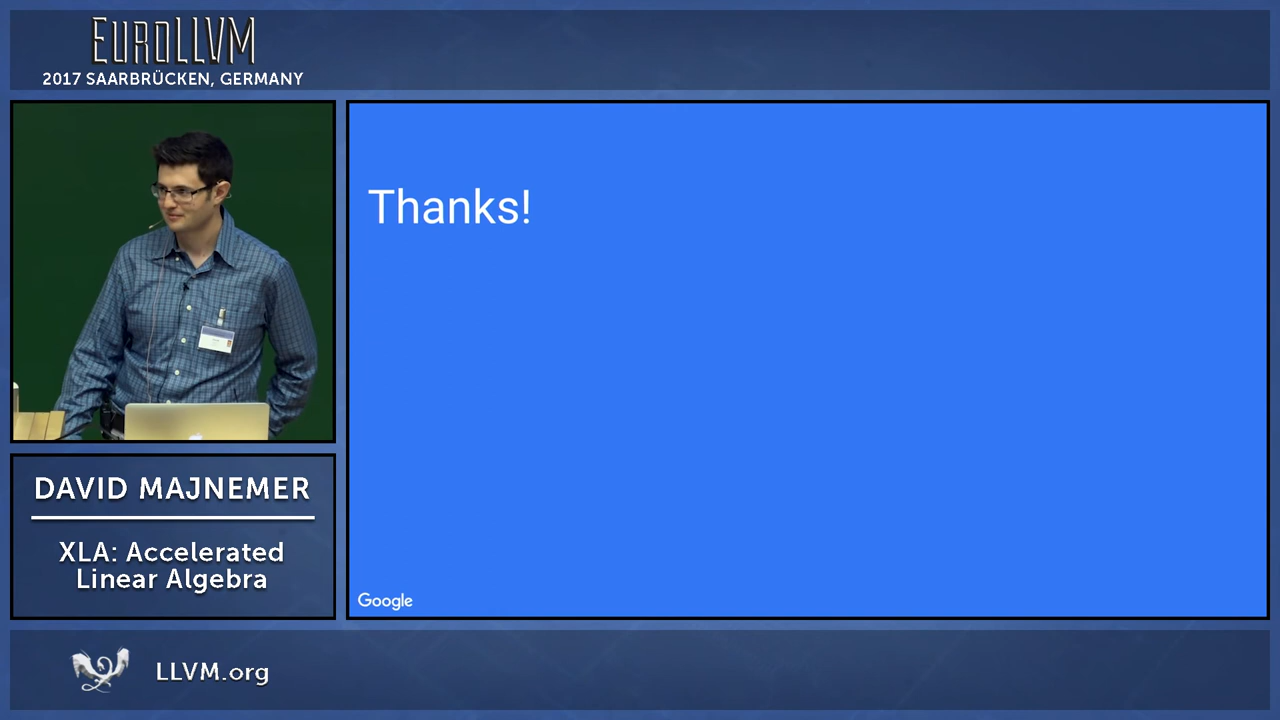 EUROLLVM
2017 SAARBRÜCKEN, GERMANY
Thanks!
Google
DAVID MAJNEMER
XLA: Accelerated
Linear Algebra
LLVM.org